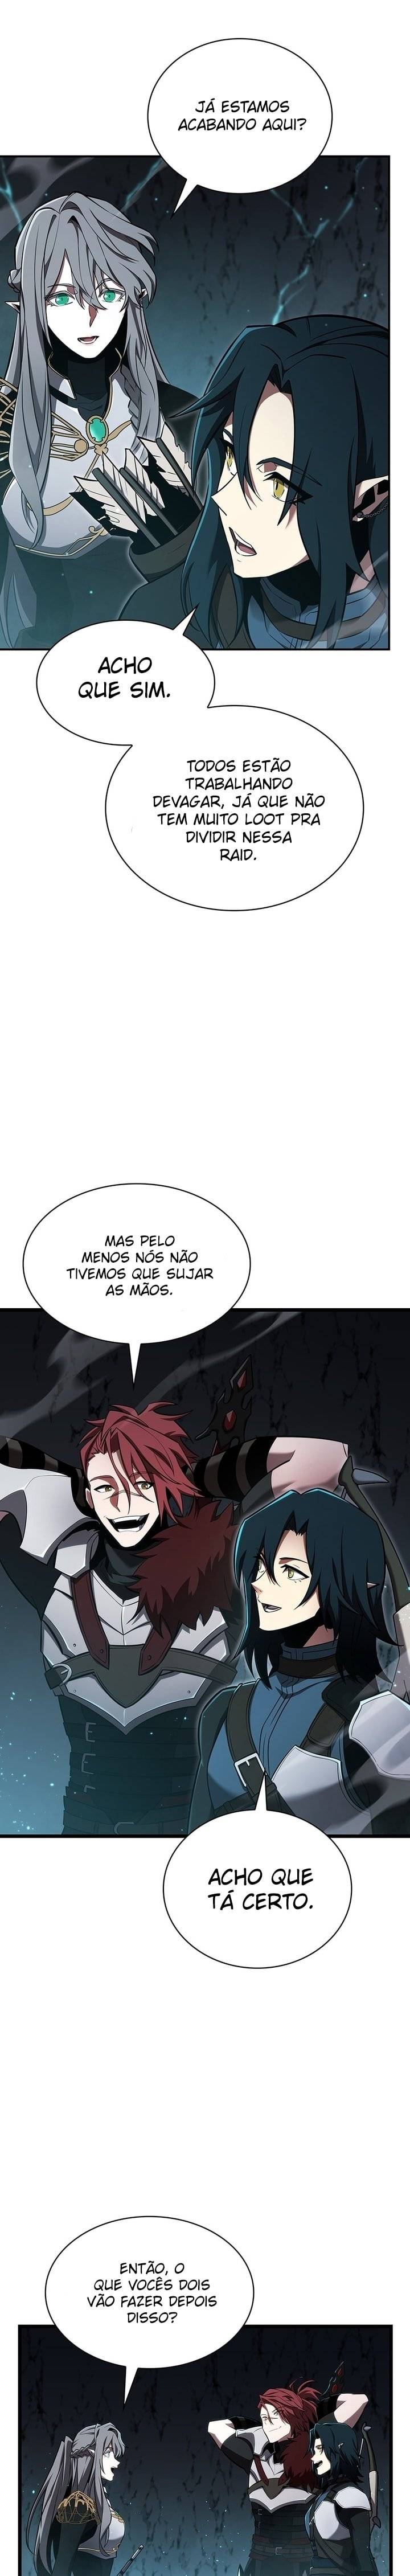 JÁ ESTAMOS
ACABANDO AQUI?
ACHO
QUE SIM.
TODOS ESTÃO
TRABALHANDO
DEVAGAR, JÁ QUE NÃO
TEM MUITO LOOT PRA
DIVIDIR NESSA
RAID.
MAS PELO
MENOS NÓS NÃO
TIVEMOS QUE SUJAR
AS MÃOS.
ACHO QUE
TÁ CERTO.
ENTÃO, O
QUE VOCÊS DOIS
VÃO FAZER DEPOIS
DISSO?